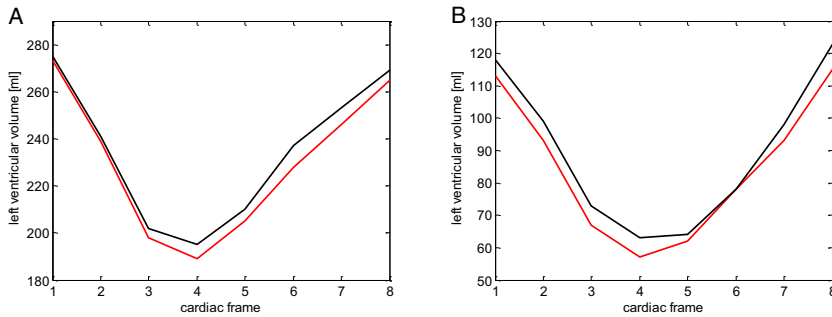 A
280
260
240
220
200
180
left ventricular volume [ml]
1 2 3 4 5 6 7 8
cardiac frame
B
130
120
110
100
90
80
70
60
50
left ventricular volume [ml]
1 2 3 4 5 6 7 8
cardiac frame